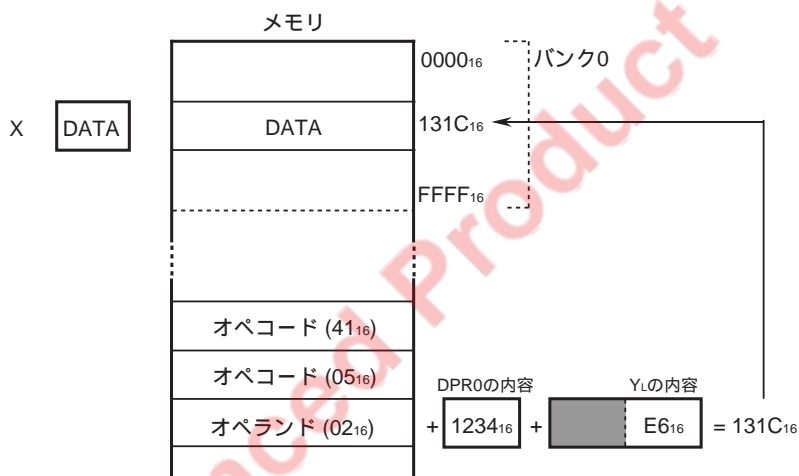 メモリ
0000₁₆
バンク0
X
DATA
DATA
131C₁₆
FFFF₁₆
オペコード (41₁₆)
オペコード (05₁₆)
DPR0の内容
YLの内容
オペランド (02₁₆)
+ 1234₁₆ + E6₁₆ = 131C₁₆
nced Product